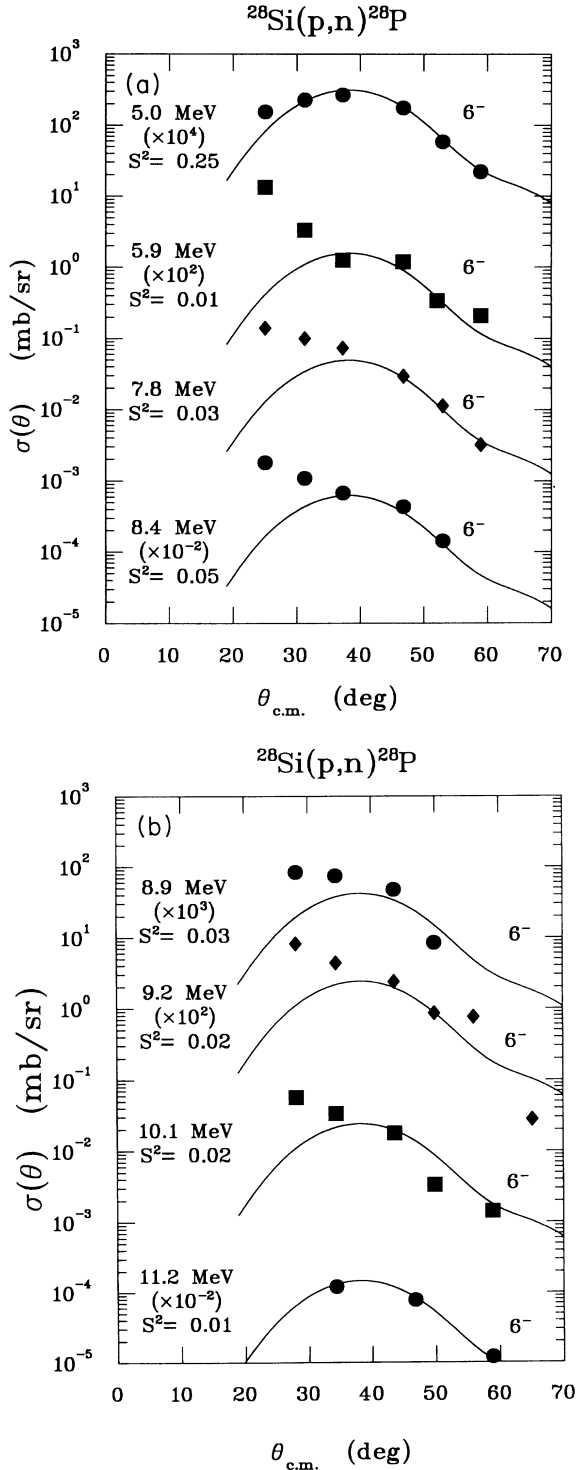 ²⁸Si(p,n)²⁸P
(a)
10³
10²
10¹
10⁰
10⁻¹
10⁻²
10⁻³
10⁻⁴
10⁻⁵
σ(θ) (mb/sr)
5.0 MeV
(×10⁴)
S²= 0.25
6⁻
5.9 MeV
(×10²)
S²= 0.01
6⁻
7.8 MeV
S²= 0.03
6⁻
8.4 MeV
(×10⁻²)
S²= 0.05
6⁻
0 10 20 30 40 50 60 70
θc.m. (deg)
²⁸Si(p,n)²⁸P
(b)
10³
10²
10¹
10⁰
10⁻¹
10⁻²
10⁻³
10⁻⁴
10⁻⁵
σ(θ) (mb/sr)
8.9 MeV
(×10³)
S²= 0.03
6⁻
9.2 MeV
(×10²)
S²= 0.02
6⁻
10.1 MeV
S²= 0.02
6⁻
11.2 MeV
(×10⁻²)
S²= 0.01
6⁻
0 10 20 30 40 50 60 70
θc.m. (deg)